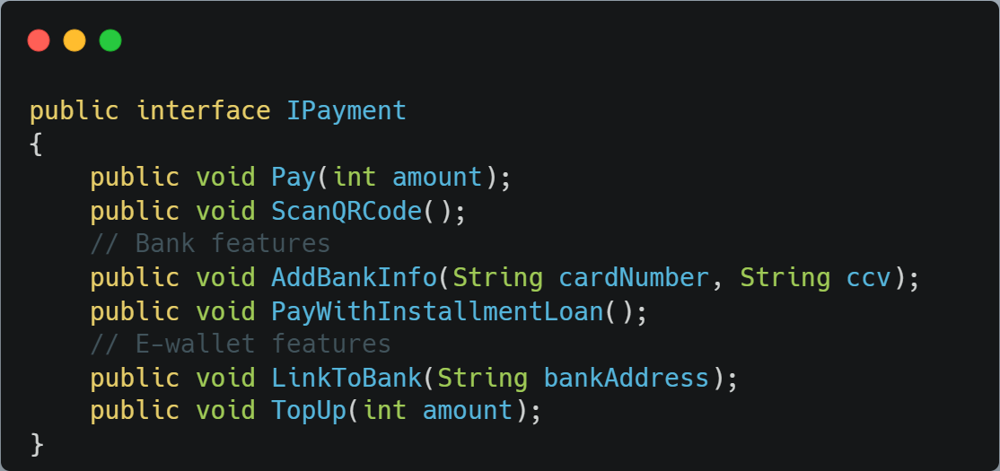 public interface IPayment
{
    public void Pay(int amount);
    public void ScanQRCode();
    // Bank features
    public void AddBankInfo(String cardNumber, String ccv);
    public void PayWithInstallmentLoan();
    // E-wallet features
    public void LinkToBank(String bankAddress);
    public void TopUp(int amount);
}